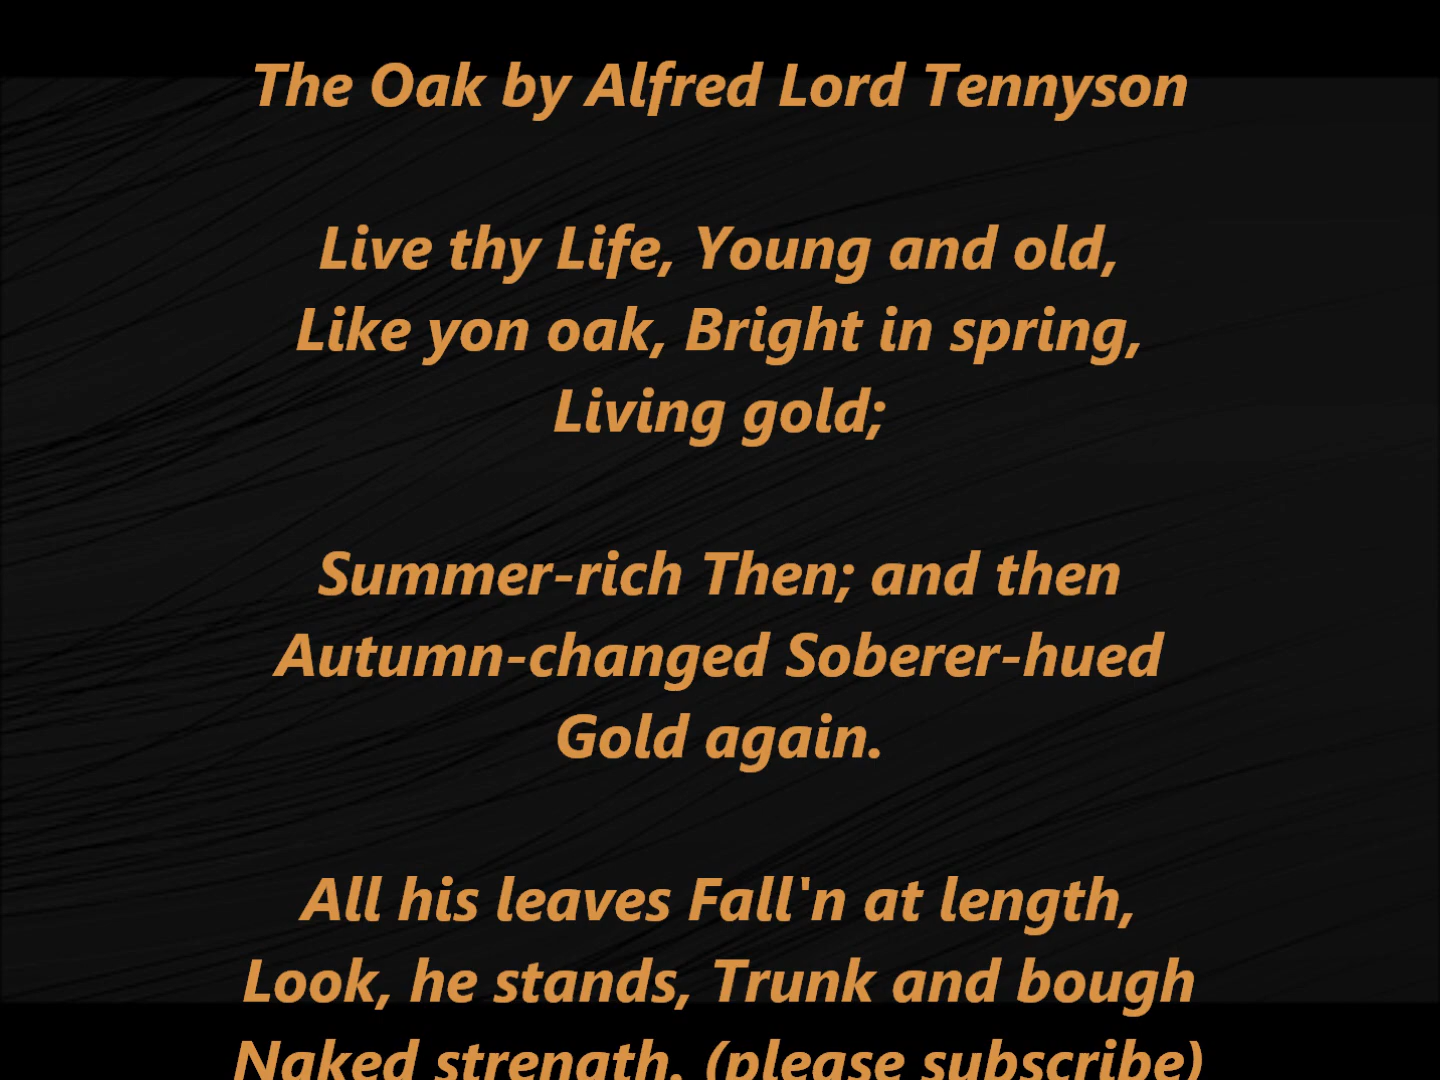 The Oak by Alfred Lord Tennyson
Live thy Life, Young and old,
Like yon oak, Bright in spring,
Living gold;
Summer-rich Then; and then
Autumn-changed Soberer-hued
Gold again.
All his leaves Fall'n at length,
Look, he stands, Trunk and bough
Naked strength. (please subscribe)